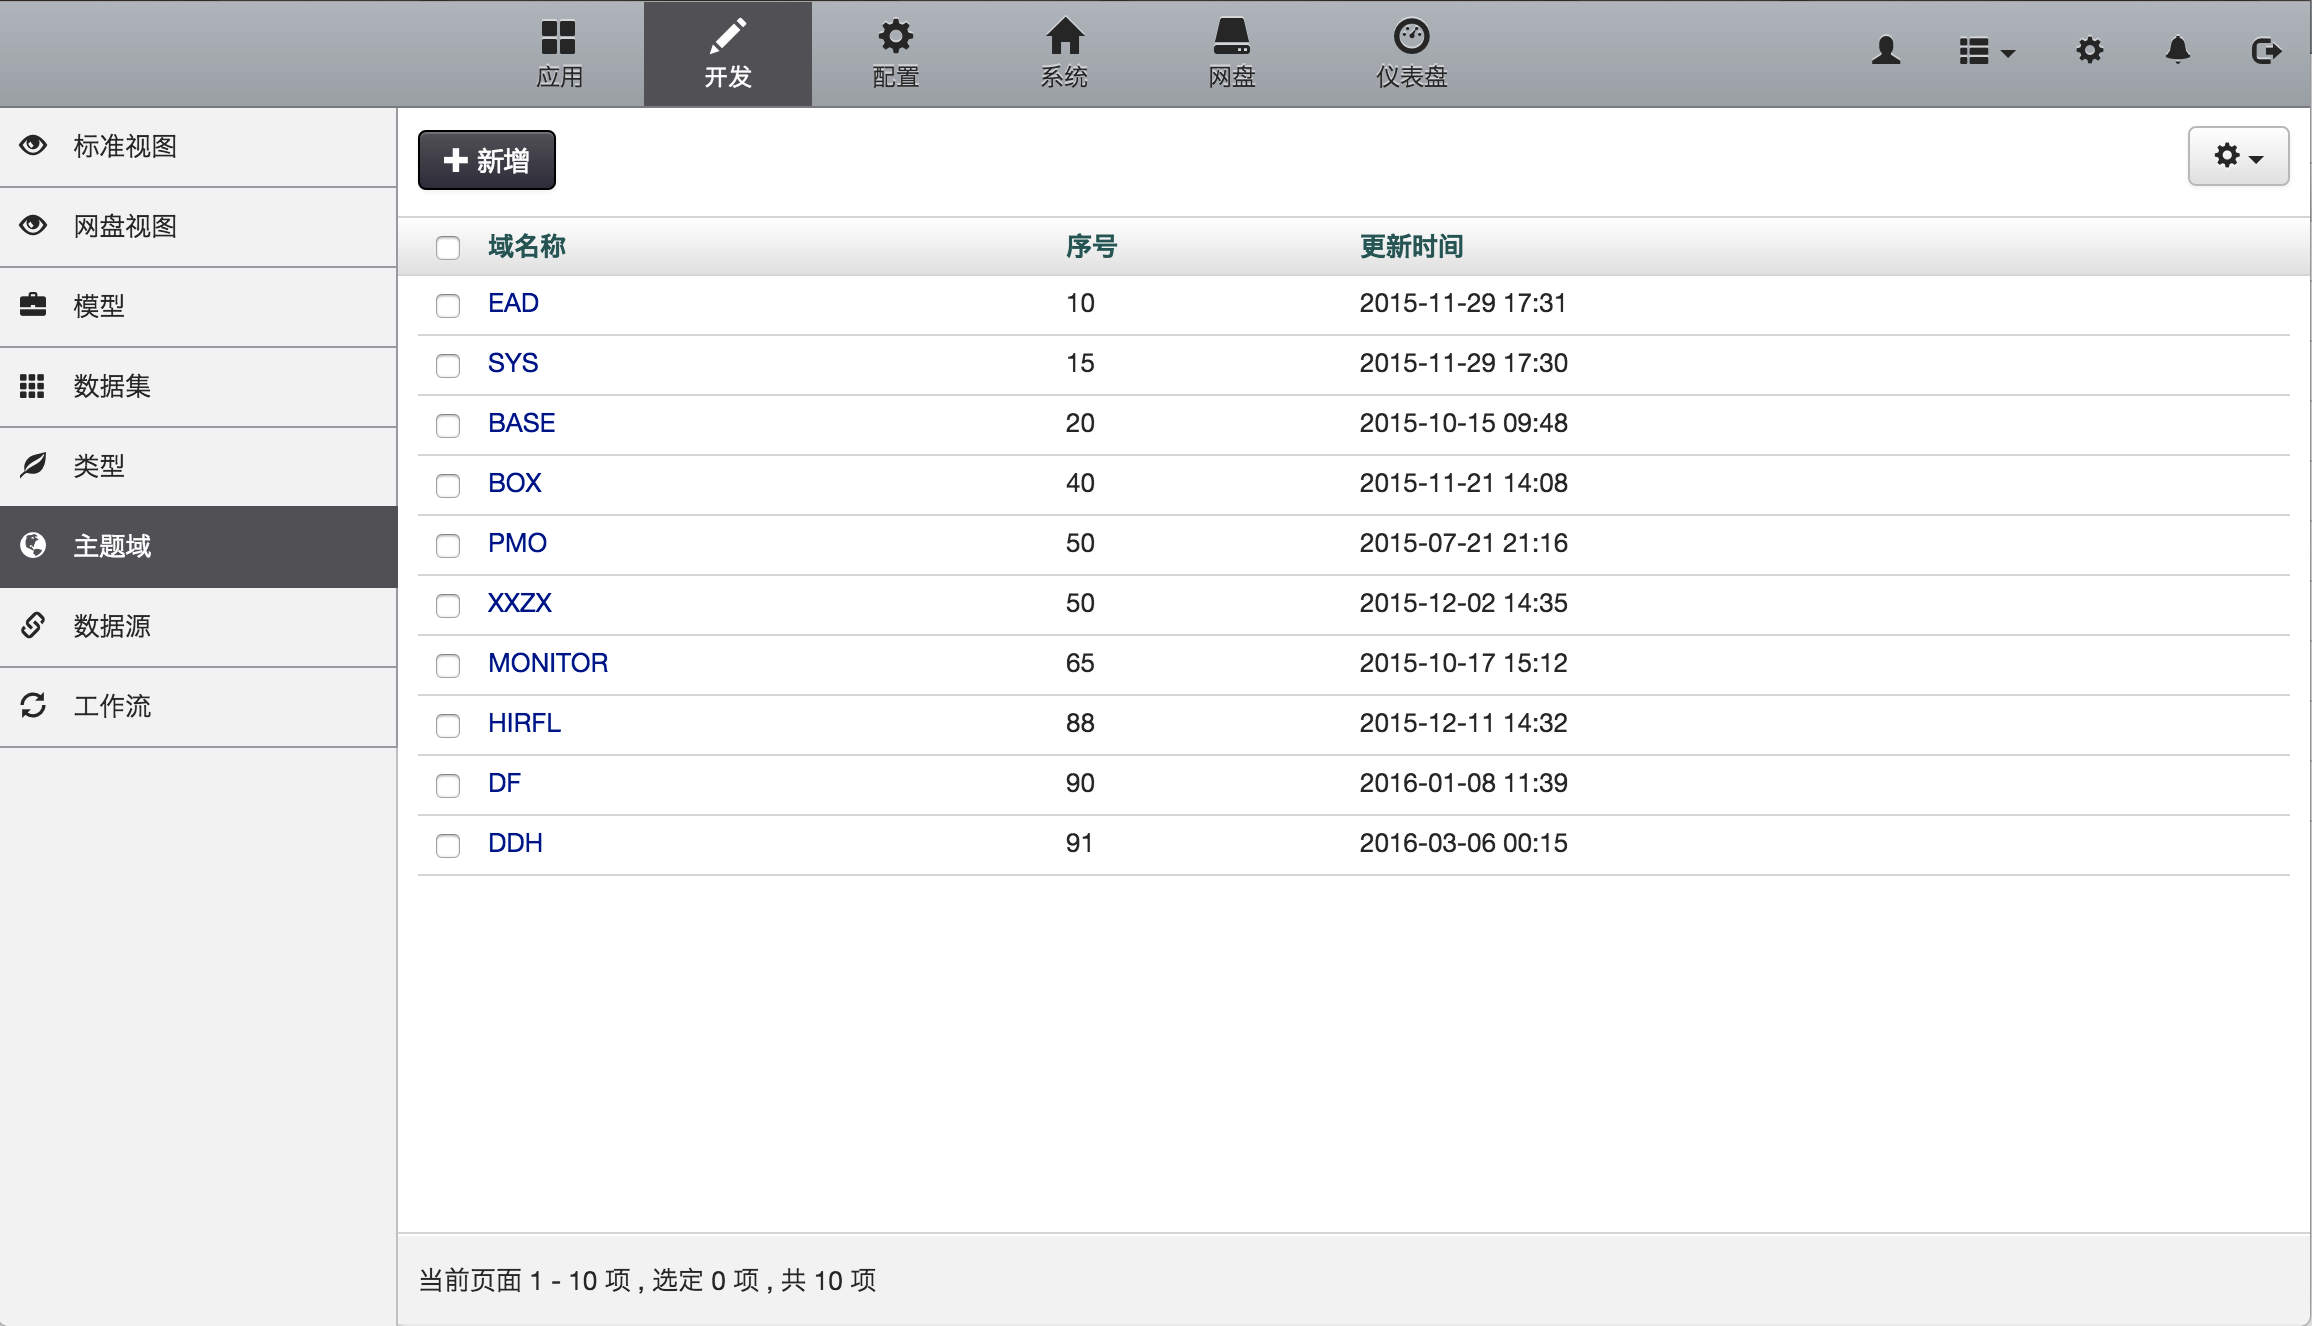 应用 开发 配置 系统 网盘 仪表盘
标准视图
网盘视图
模型
数据集
类型
主题域
数据源
工作流
新增
域名称 序号 更新时间
EAD 10 2015-11-29 17:31
SYS 15 2015-11-29 17:30
BASE 20 2015-10-15 09:48
BOX 40 2015-11-21 14:08
PMO 50 2015-07-21 21:16
XXZX 50 2015-12-02 14:35
MONITOR 65 2015-10-17 15:12
HIRFL 88 2015-12-11 14:32
DF 90 2016-01-08 11:39
DDH 91 2016-03-06 00:15
当前页面 1 - 10 项 , 选定 0 项 , 共 10 项